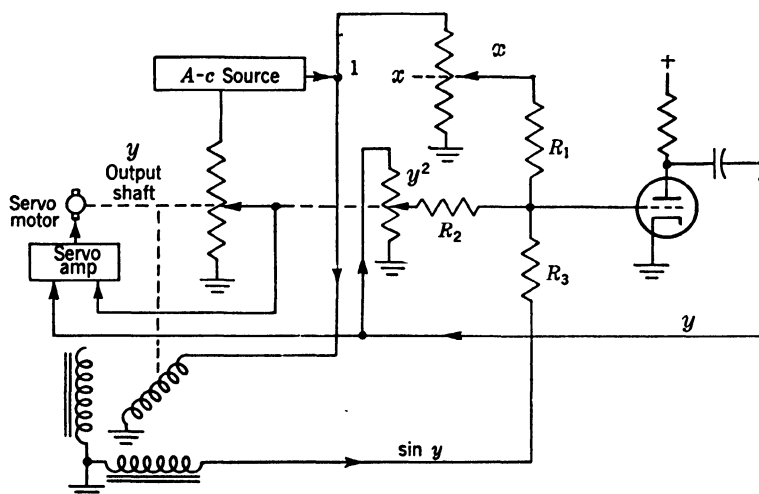 x
A-c Source
1
x
+
y
Output
shaft
R1
y²
Servo
motor
R2
Servo
amp
R3
y
sin y